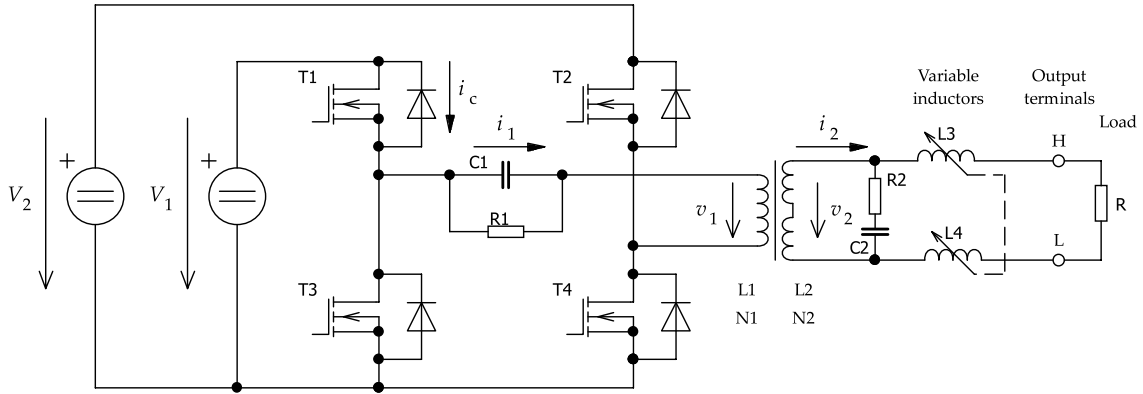 T1
T2
i c
i 1
C1
R1
V 2
+
V 1
+
T3
T4
v 1
v 2
i 2
L1
N1
L2
N2
R2
C2
Variable
inductors
L3
L4
Output
terminals
H
L
Load
R